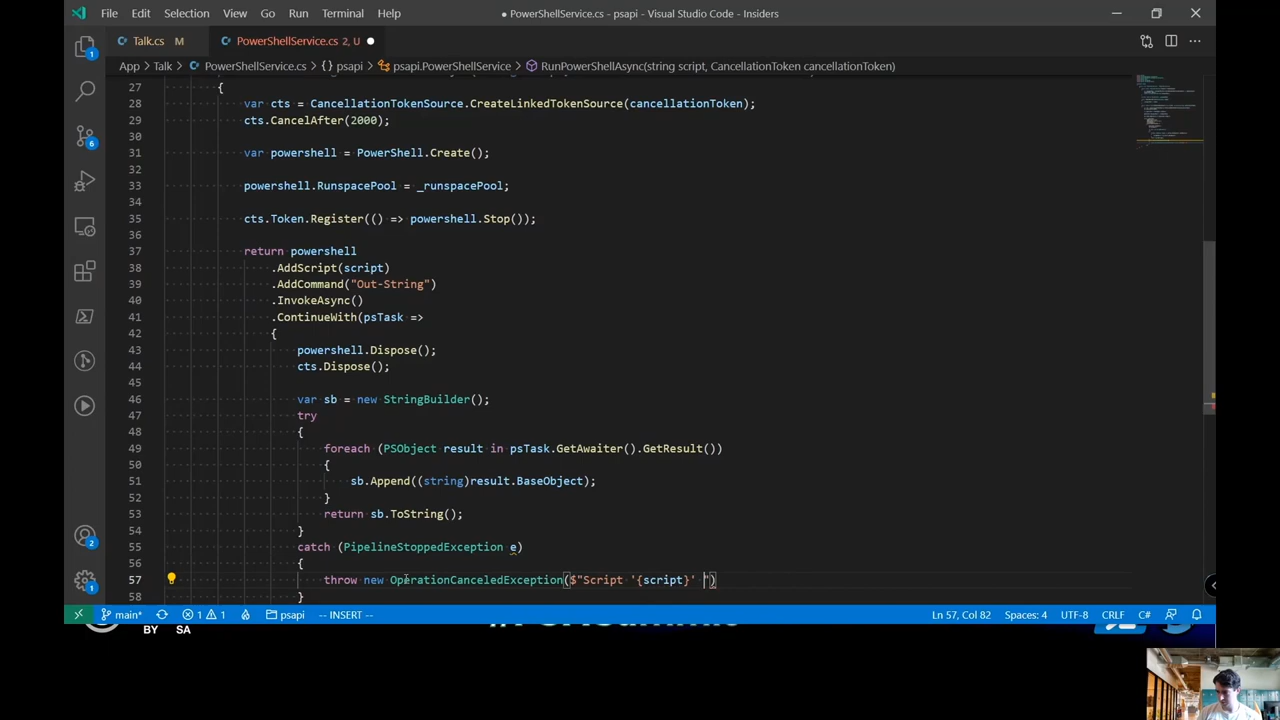 File Edit Selection View Go Run Terminal Help
● PowerShellService.cs - psapi - Visual Studio Code - Insiders
Talk.cs M
PowerShellService.cs 2, U ●
App > Talk > PowerShellService.cs > {} psapi > psapi.PowerShellService > RunPowerShellAsync(string script, CancellationToken cancellationToken)
27 {
28 var cts = CancellationTokenSource.CreateLinkedTokenSource(cancellationToken);
29 cts.CancelAfter(2000);
30
31 var powershell = PowerShell.Create();
32
33 powershell.RunspacePool = _runspacePool;
34
35 cts.Token.Register(() => powershell.Stop());
36
37 return powershell
38 .AddScript(script)
39 .AddCommand("Out-String")
40 .InvokeAsync()
41 .ContinueWith(psTask =>
42 {
43 powershell.Dispose();
44 cts.Dispose();
45
46 var sb = new StringBuilder();
47 try
48 {
49 foreach (PSObject result in psTask.GetAwaiter().GetResult())
50 {
51 sb.Append((string)result.BaseObject);
52 }
53 return sb.ToString();
54 }
55 catch (PipelineStoppedException e)
56 {
57 throw new OperationCanceledException($"Script '{script}' ")
58 }
1
6
2
1
main* 1 1 psapi -- INSERT -- Ln 57, Col 82 Spaces: 4 UTF-8 CRLF C#
BY SA